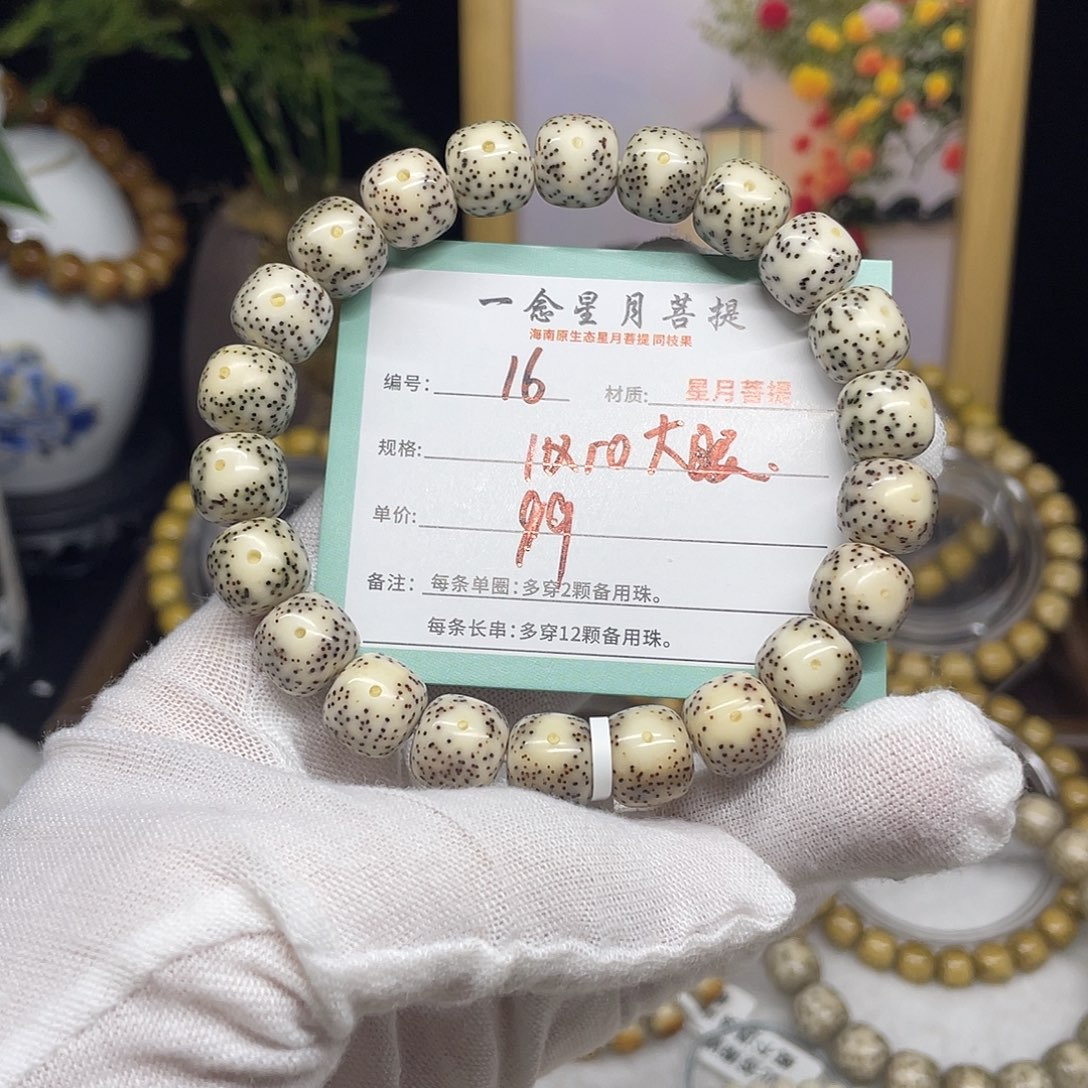 一念星月菩提
海南原生态星月菩提 同枝果
编号: 16 材质: 星月菩提
规格: 大眼.
单价: 99
备注: 每条单圈:多穿2颗备用珠。
每条长串:多穿12颗备用珠。